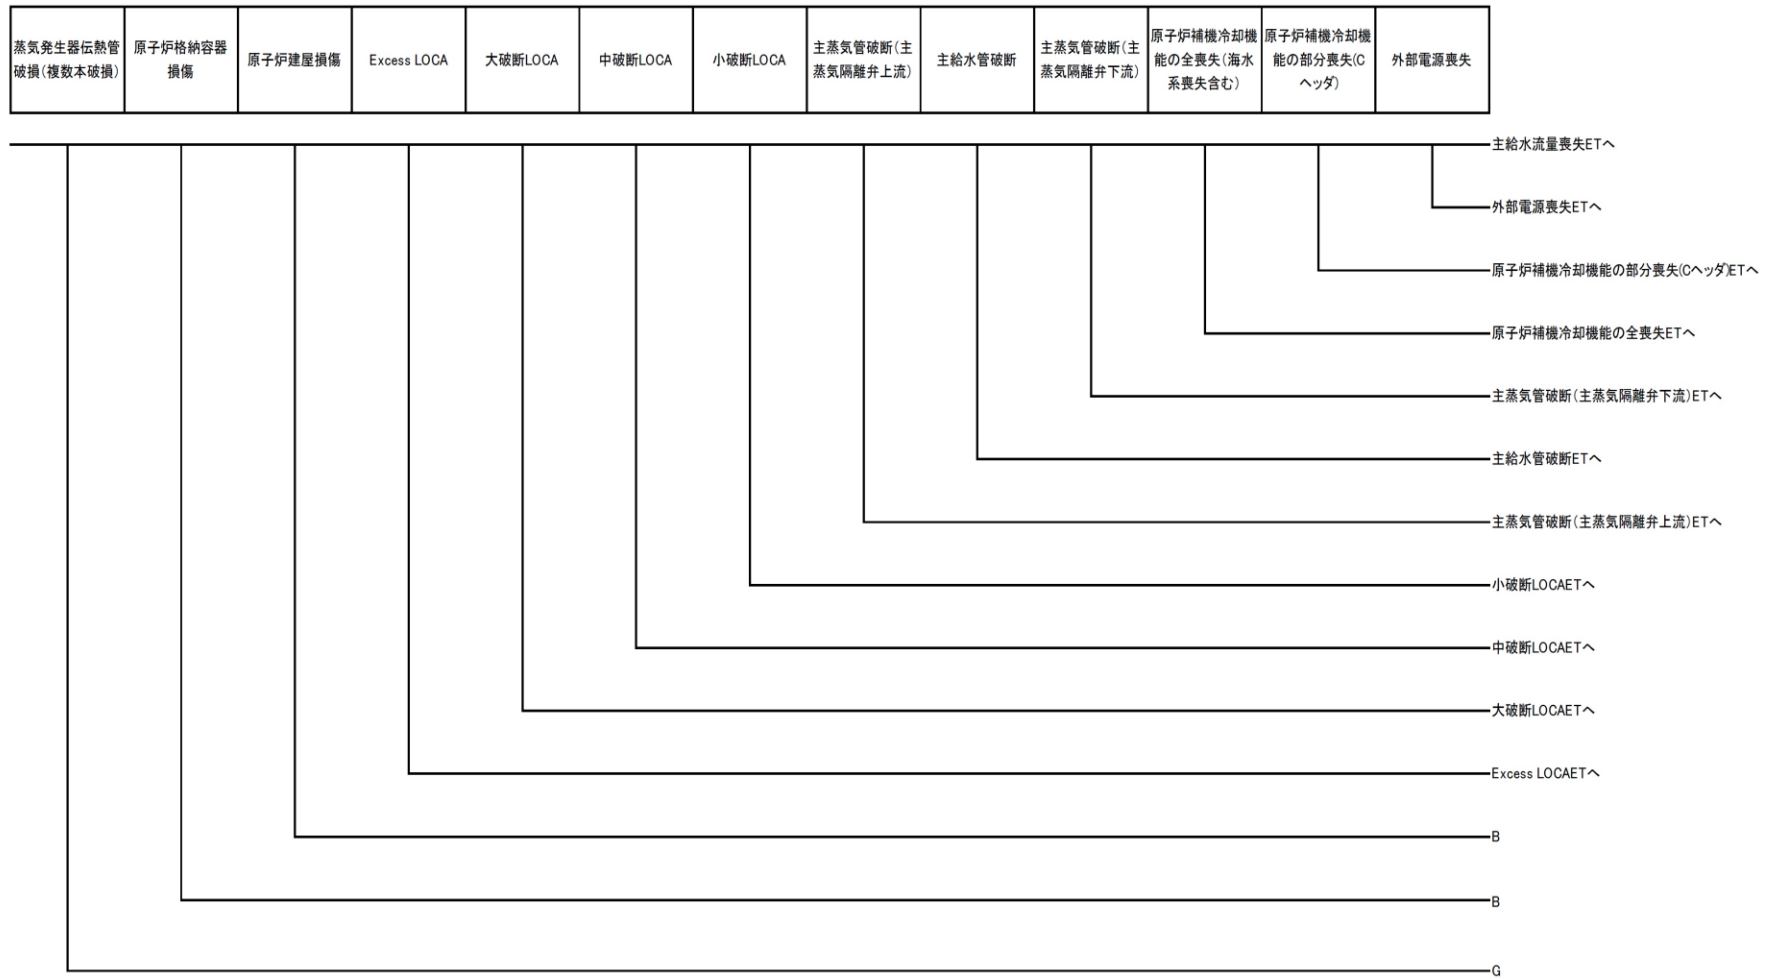 蒸気発生器伝熱管
破損(複数本破損)
原子炉格納容器
損傷
原子炉建屋損傷
Excess LOCA
大破断LOCA
中破断LOCA
小破断LOCA
主蒸気管破断(主
蒸気隔離弁上流)
主給水管破断
主蒸気管破断(主
蒸気隔離弁下流)
原子炉補機冷却機
能の全喪失(海水
系喪失含む)
原子炉補機冷却機
能の部分喪失(C
ヘッダ)
外部電源喪失
主給水流量喪失ETへ
外部電源喪失ETへ
原子炉補機冷却機能の部分喪失(Cヘッダ)ETへ
原子炉補機冷却機能の全喪失ETへ
主蒸気管破断(主蒸気隔離弁下流)ETへ
主給水管破断ETへ
主蒸気管破断(主蒸気隔離弁上流)ETへ
小破断LOCAETへ
中破断LOCAETへ
大破断LOCAETへ
Excess LOCAETへ
B
B
G